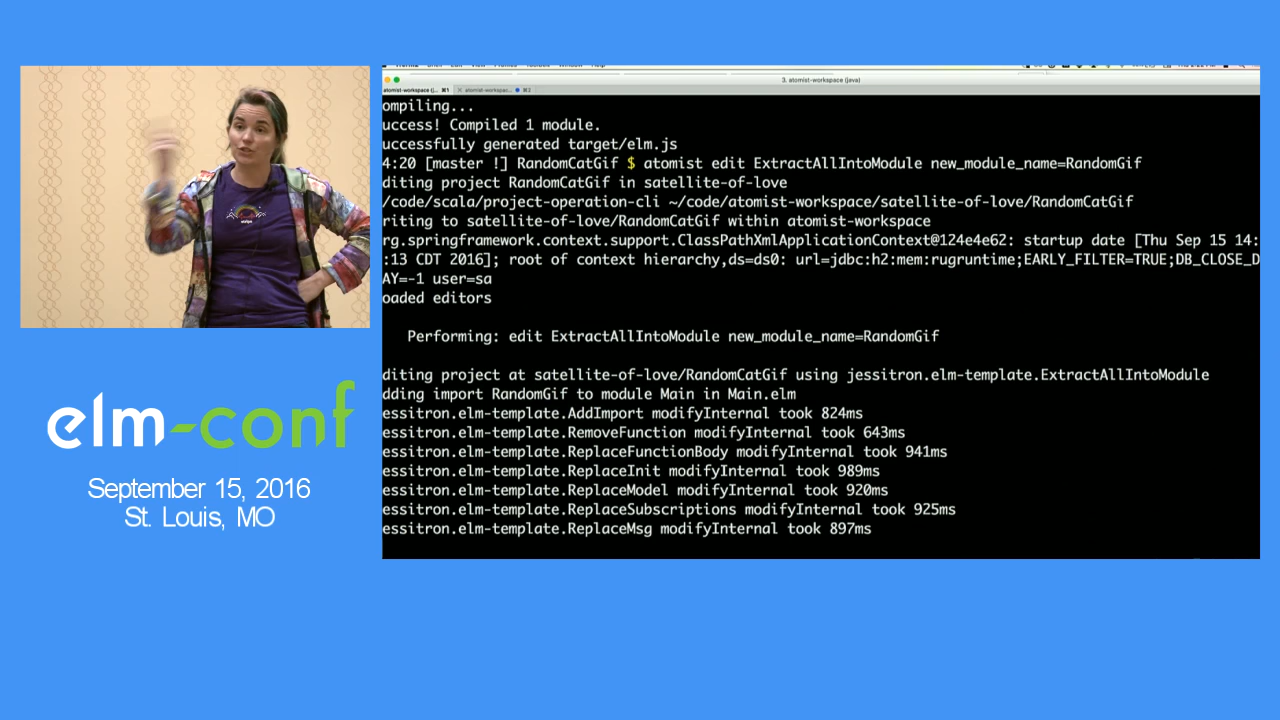 3. atomist-workspace (java)
atomist-workspace (j... ⌘1 × atomist-workspac... ⌘2
ompiling...
uccess! Compiled 1 module.
uccessfully generated target/elm.js
4:20 [master !] RandomCatGif $ atomist edit ExtractAllIntoModule new_module_name=RandomGif
diting project RandomCatGif in satellite-of-love
/code/scala/project-operation-cli ~/code/atomist-workspace/satellite-of-love/RandomCatGif
riting to satellite-of-love/RandomCatGif within atomist-workspace
rg.springframework.context.support.ClassPathXmlApplicationContext@124e4e62: startup date [Thu Sep 15 14:
:13 CDT 2016]; root of context hierarchy,ds=ds0: url=jdbc:h2:mem:rugruntime;EARLY_FILTER=TRUE;DB_CLOSE_D
AY=-1 user=sa
oaded editors
Performing: edit ExtractAllIntoModule new_module_name=RandomGif
diting project at satellite-of-love/RandomCatGif using jessitron.elm-template.ExtractAllIntoModule
dding import RandomGif to module Main in Main.elm
essitron.elm-template.AddImport modifyInternal took 824ms
essitron.elm-template.RemoveFunction modifyInternal took 643ms
essitron.elm-template.ReplaceFunctionBody modifyInternal took 941ms
essitron.elm-template.ReplaceInit modifyInternal took 989ms
essitron.elm-template.ReplaceModel modifyInternal took 920ms
essitron.elm-template.ReplaceSubscriptions modifyInternal took 925ms
essitron.elm-template.ReplaceMsg modifyInternal took 897ms
elm-conf
September 15, 2016
St. Louis, MO